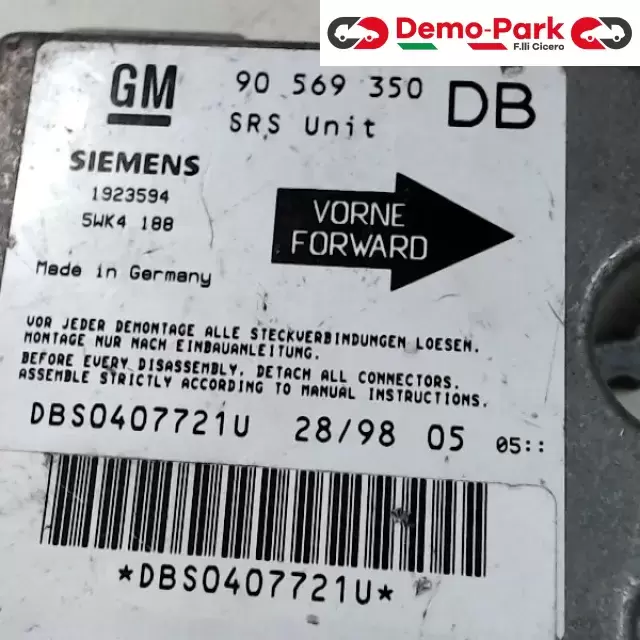 Demo-Park
F.lli Cicero
GM 90 569 350 DB
SRS Unit
SIEMENS
1923594
5WK4 188
VORNE
FORWARD
Made in Germany
VOR JEDER DEMONTAGE ALLE STECKVERBINDUNGEN LOESEN.
MONTAGE NUR NACH EINBAUANLEITUNG.
BEFORE EVERY DISASSEMBLY, DETACH ALL CONNECTORS.
ASSEMBLE STRICTLY ACCORDING TO MANUAL INSTRUCTIONS.
DBS0407721U 28/98 05 05::
*DBS0407721U*